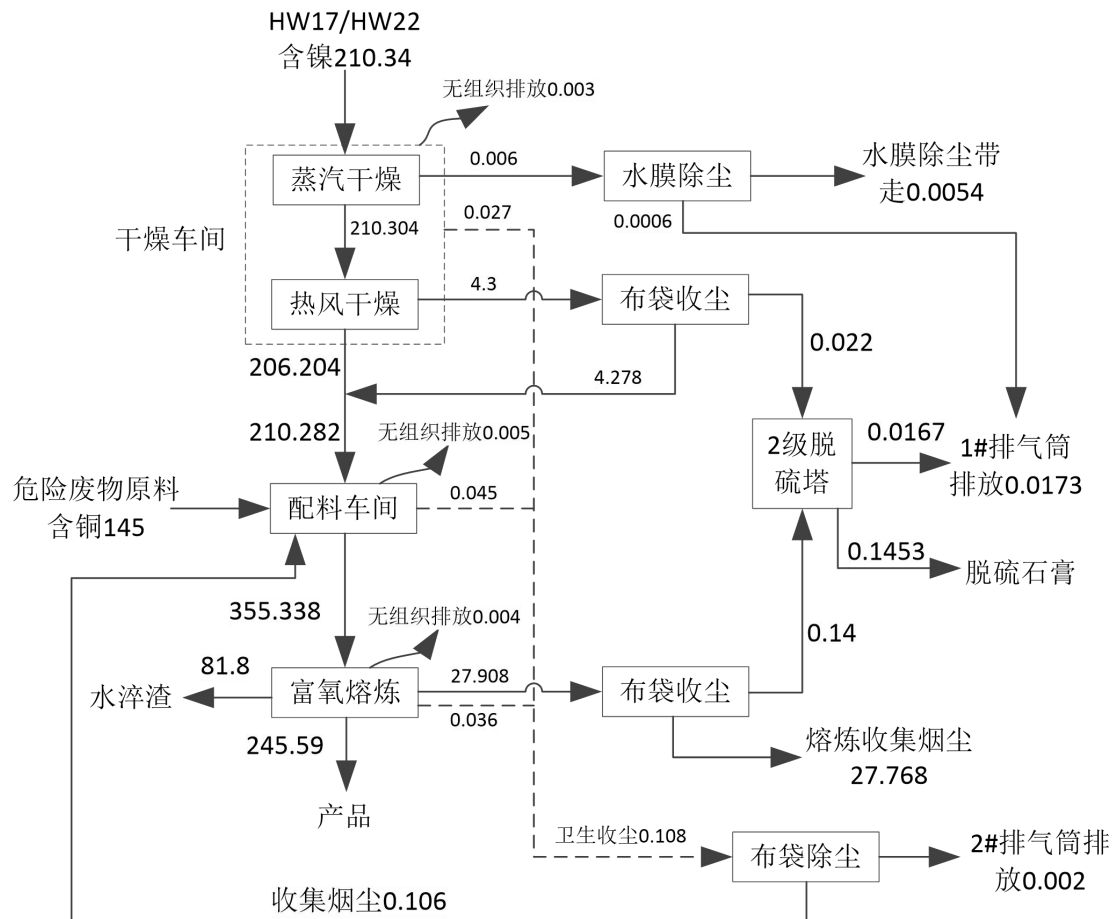 HW17/HW22
含镍210.34
无组织排放0.003
蒸汽干燥
0.006
水膜除尘
水膜除尘带
走0.0054
0.027
0.0006
210.304
干燥车间
热风干燥
4.3
布袋收尘
0.022
206.204
4.278
210.282
无组织排放0.005
2级脱
硫塔
0.0167
1#排气筒
排放0.0173
危险废物原料
含铜145
配料车间
0.045
0.1453
脱硫石膏
355.338
无组织排放0.004
0.14
81.8
水淬渣
富氧熔炼
27.908
0.036
布袋收尘
245.59
熔炼收集烟尘
27.768
产品
卫生收尘0.108
布袋除尘
2#排气筒排
放0.002
收集烟尘0.106